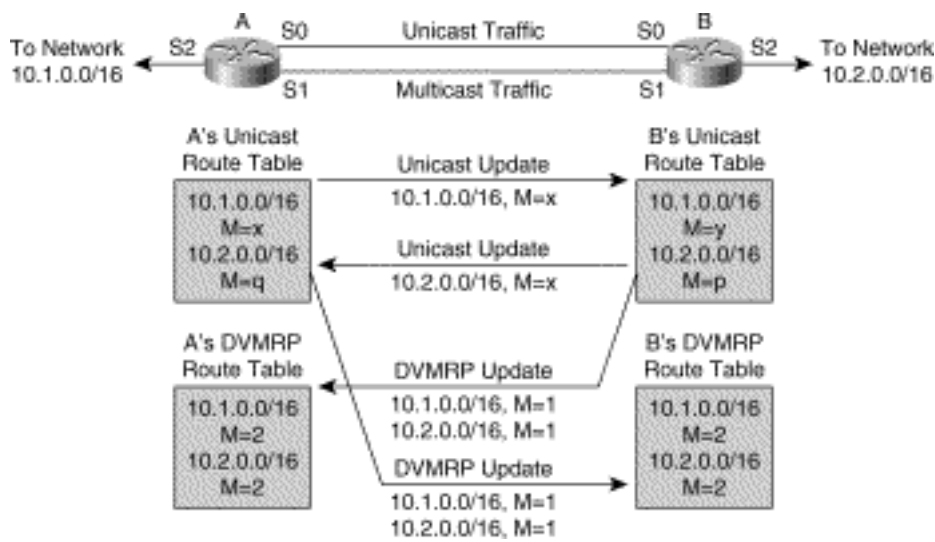 A
B
S0
Unicast Traffic
S0
To Network
10.1.0.0/16
S2
S2
To Network
10.2.0.0/16
S1
Multicast Traffic
S1
A's Unicast
Route Table
B's Unicast
Route Table
Unicast Update
10.1.0.0/16, M=x
10.1.0.0/16
M=x
10.2.0.0/16
M=q
10.1.0.0/16
M=y
10.2.0.0/16
M=p
Unicast Update
10.2.0.0/16, M=x
A's DVMRP
Route Table
B's DVMRP
Route Table
DVMRP Update
10.1.0.0/16, M=1
10.2.0.0/16, M=1
10.1.0.0/16
M=2
10.2.0.0/16
M=2
10.1.0.0/16
M=2
10.2.0.0/16
M=2
DVMRP Update
10.1.0.0/16, M=1
10.2.0.0/16, M=1